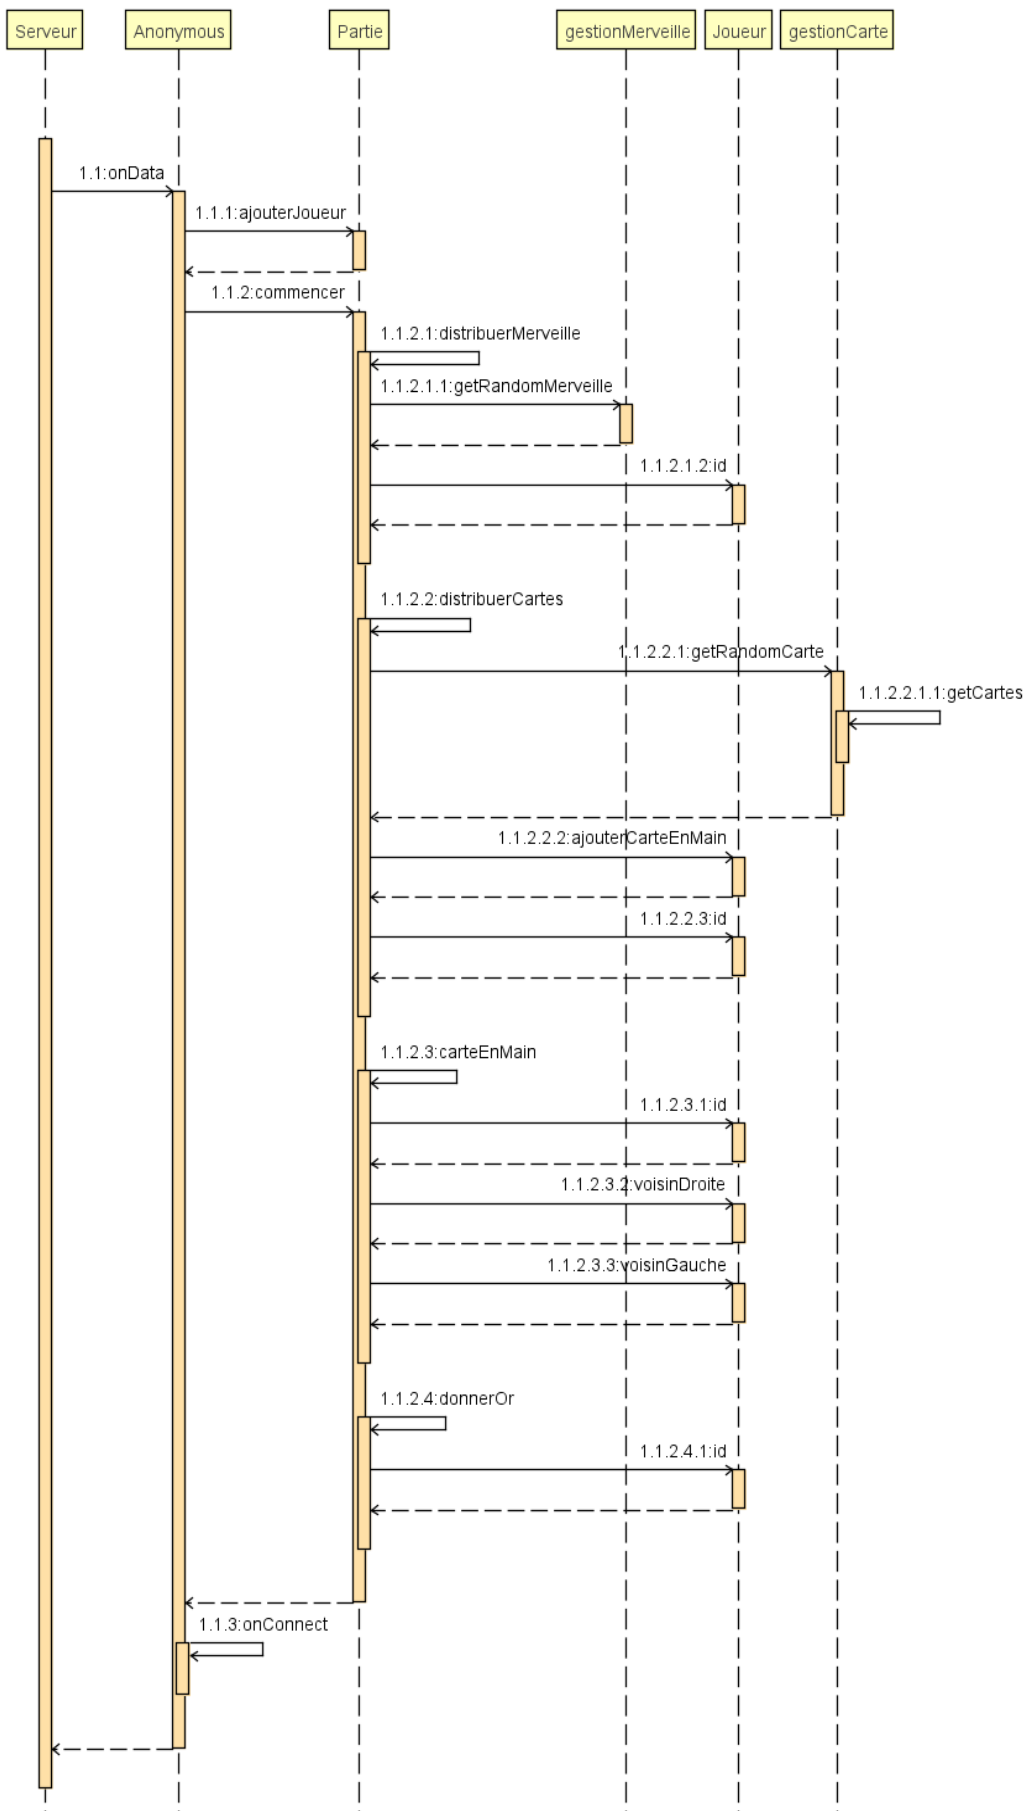 Serveur
Anonymous
Partie
gestionMerveille
Joueur
gestionCarte
1.1:onData
1.1.1:ajouterJoueur
1.1.2:commencer
1.1.2.1:distribuerMerveille
1.1.2.1.1:getRandomMerveille
1.1.2.1.2:id
1.1.2.2:distribuerCartes
1.1.2.2.1:getRandomCarte
1.1.2.2.1.1:getCartes
1.1.2.2.2:ajouterCarteEnMain
1.1.2.2.3:id
1.1.2.3:carteEnMain
1.1.2.3.1:id
1.1.2.3.2:voisinDroite
1.1.2.3.3:voisinGauche
1.1.2.4:donnerOr
1.1.2.4.1:id
1.1.3:onConnect